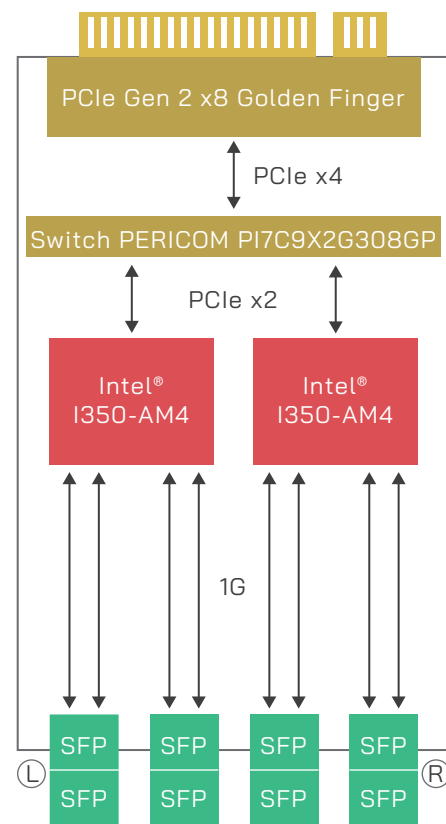 PCIe Gen 2 x8 Golden Finger
PCIe x4
Switch PERICOM PI7C9X2G308GP
PCIe x2
Intel®
I350-AM4
Intel®
I350-AM4
1G
SFP SFP SFP SFP
L R
SFP SFP SFP SFP